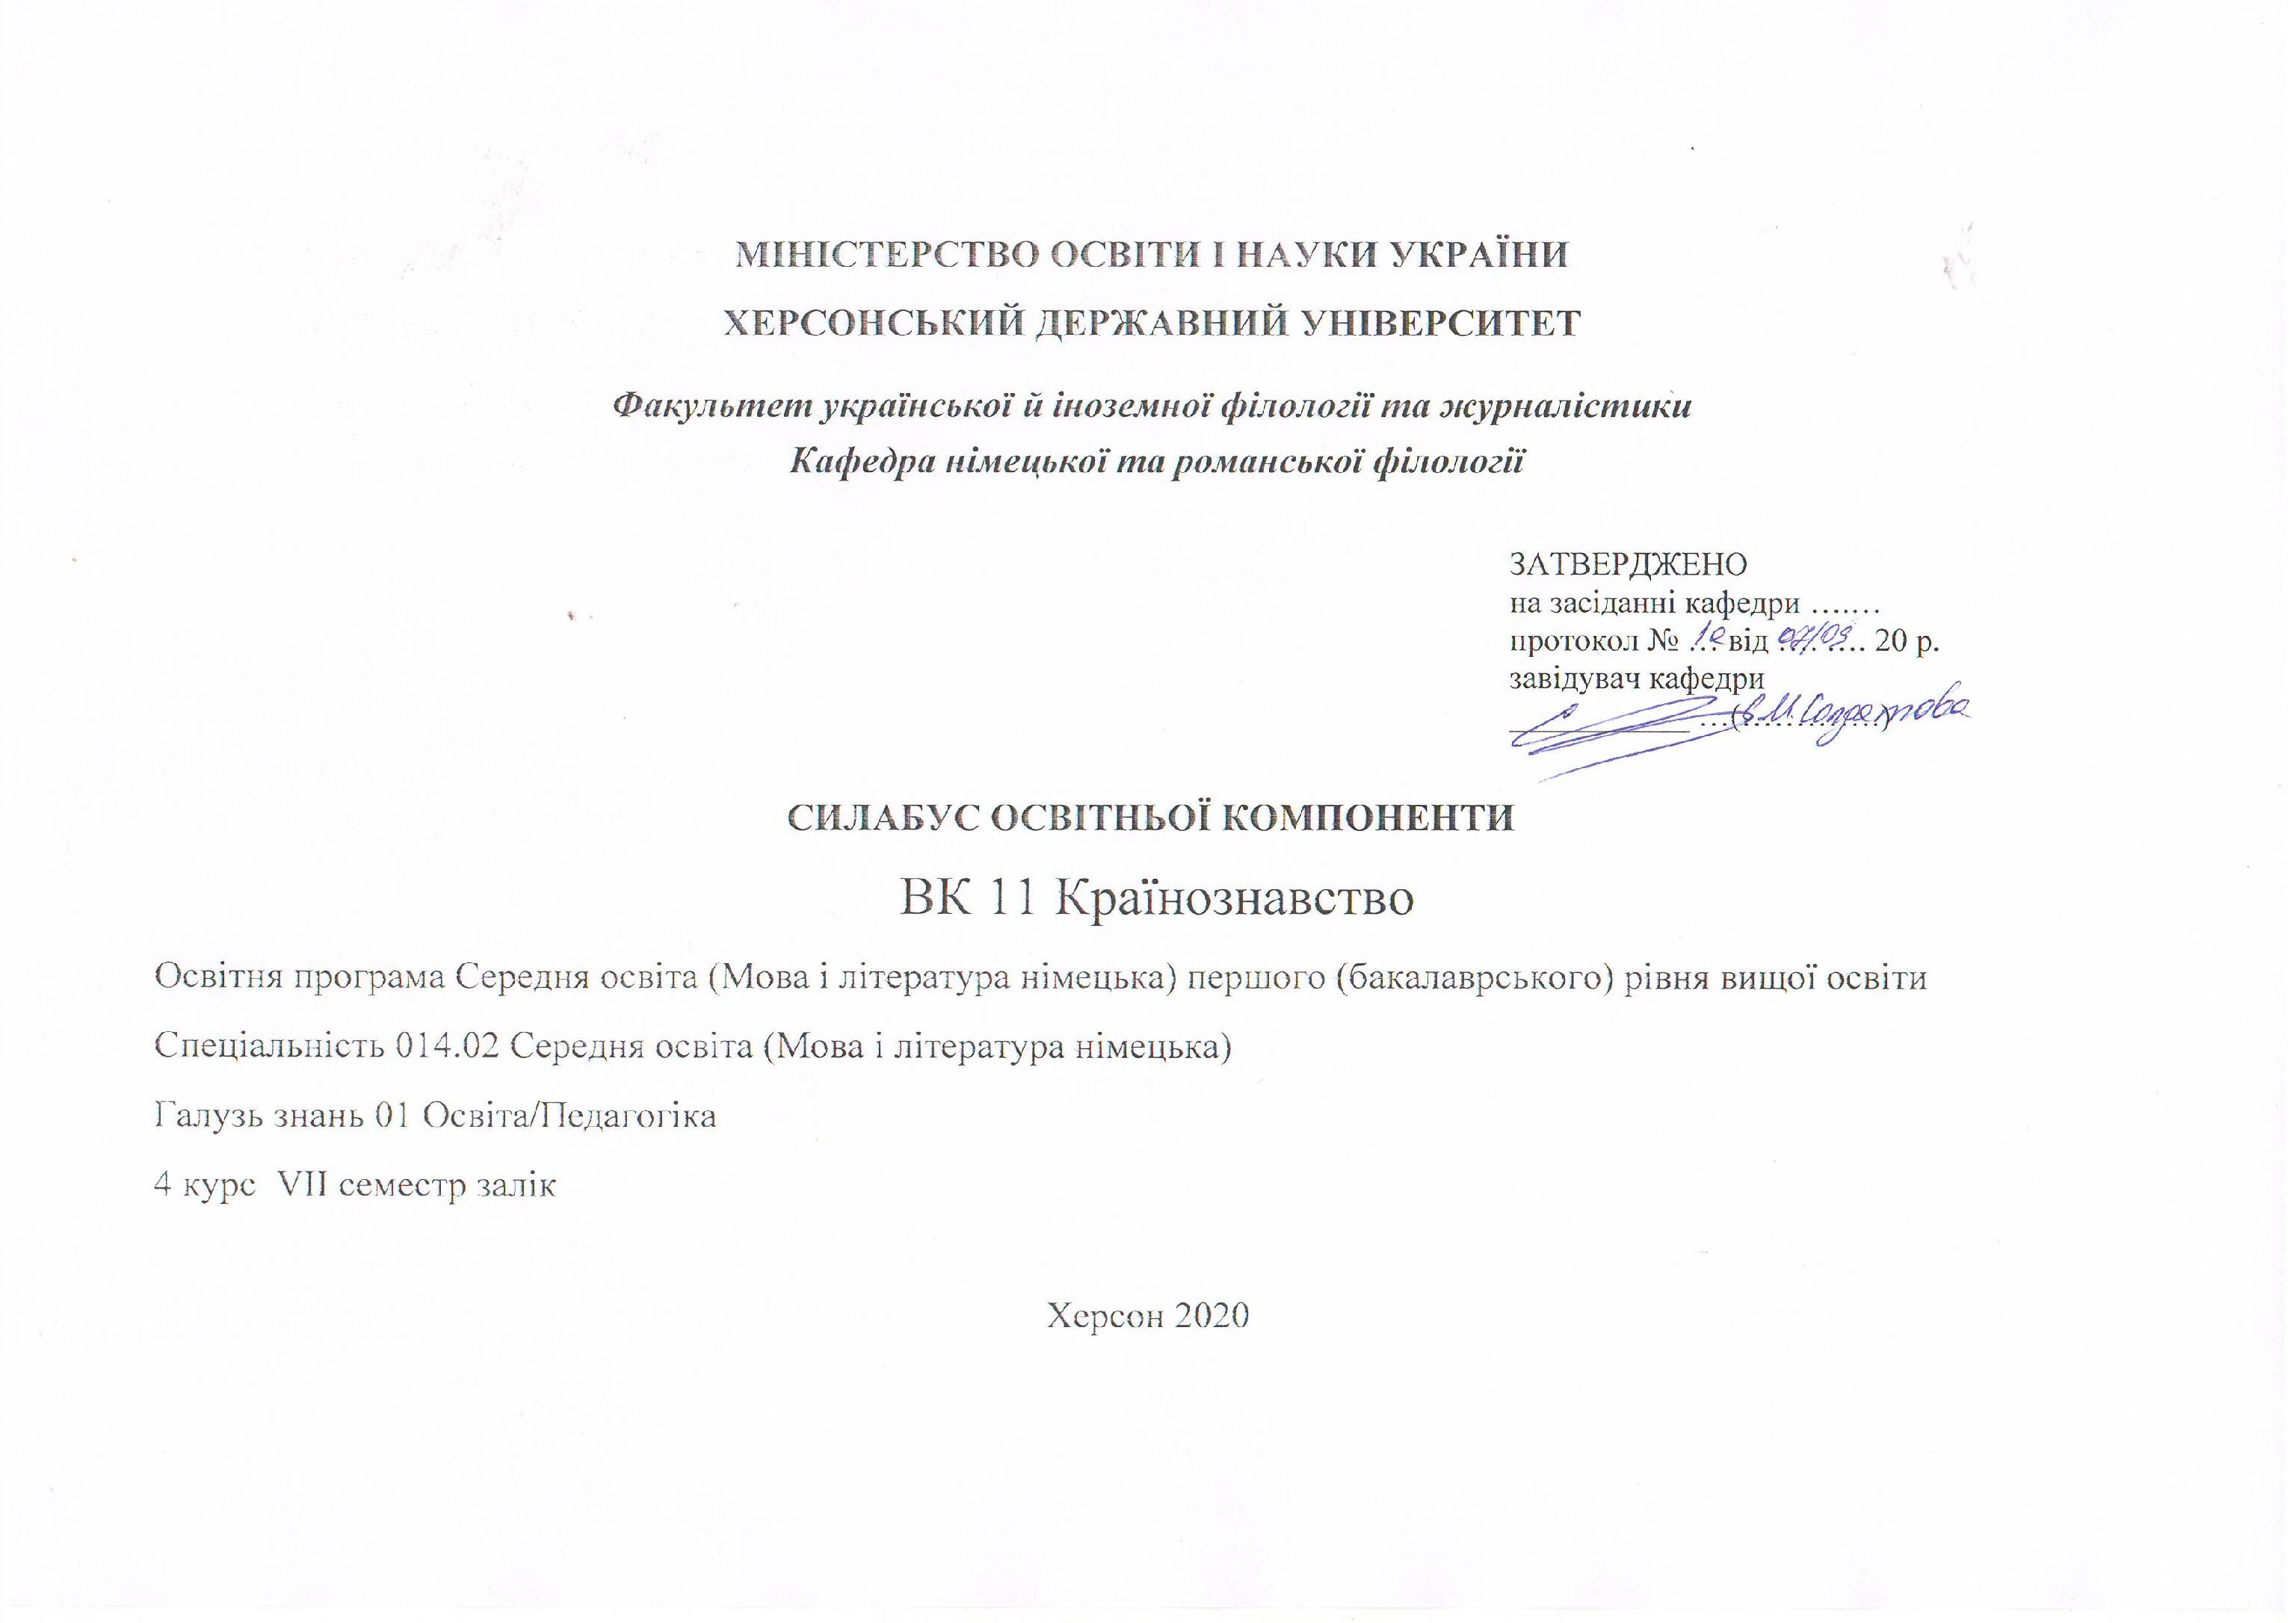 МІНІСТЕРСТВО ОСВІТИ І НАУКИ УКРАЇНИ
ХЕРСОНСЬКИЙ ДЕРЖАВНИЙ УНІВЕРСИТЕТ
Факультет української й іноземної філології та журналістики
Кафедра німецької та романської філології
ЗАТВЕРДЖЕНО
на засіданні кафедри .......
протокол № ... від 07/09 20 р.
завідувач кафедри
СИЛАБУС ОСВІТНЬОЇ КОМПОНЕНТИ
ВК 11 Країнознавство
Освітня програма Середня освіта (Мова і література німецька) першого (бакалаврського) рівня вищої освіти
Спеціальність 014.02 Середня освіта (Мова і література німецька)
Галузь знань 01 Освіта/Педагогіка
4 курс VII семестр залік
Херсон 2020